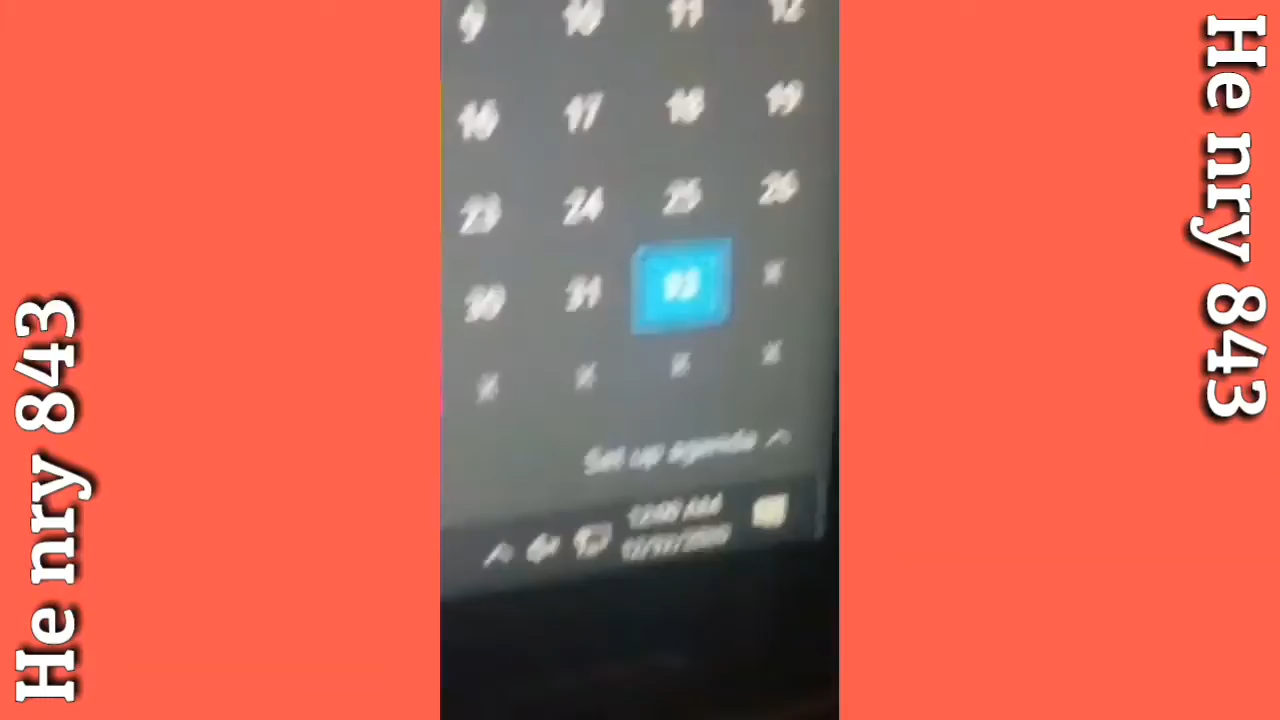 He nry 843
9 10 11 12
16 17 18 19
23 24 25 26
30 31
Set up agenda
He nry 843